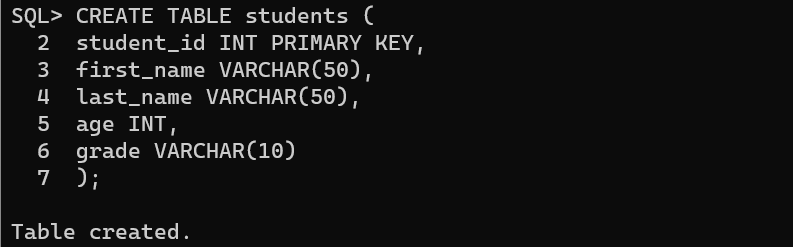 SQL> CREATE TABLE students (
  2  student_id INT PRIMARY KEY,
  3  first_name VARCHAR(50),
  4  last_name VARCHAR(50),
  5  age INT,
  6  grade VARCHAR(10)
  7  );
Table created.